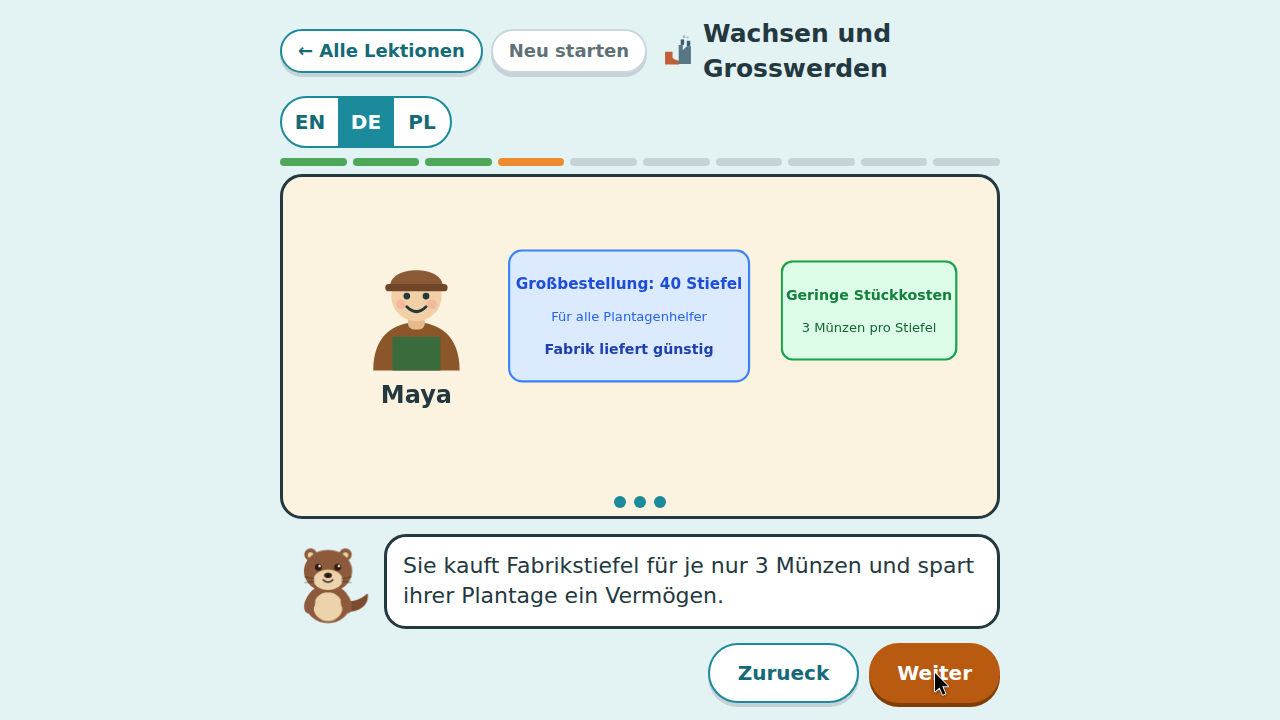 ← Alle Lektionen
Neu starten
Wachsen und
Grosswerden
EN DE PL
Großbestellung: 40 Stiefel
Für alle Plantagenhelfer
Fabrik liefert günstig
Geringe Stückkosten
3 Münzen pro Stiefel
Maya
Sie kauft Fabrikstiefel für je nur 3 Münzen und spart
ihrer Plantage ein Vermögen.
Zurueck
Weiter